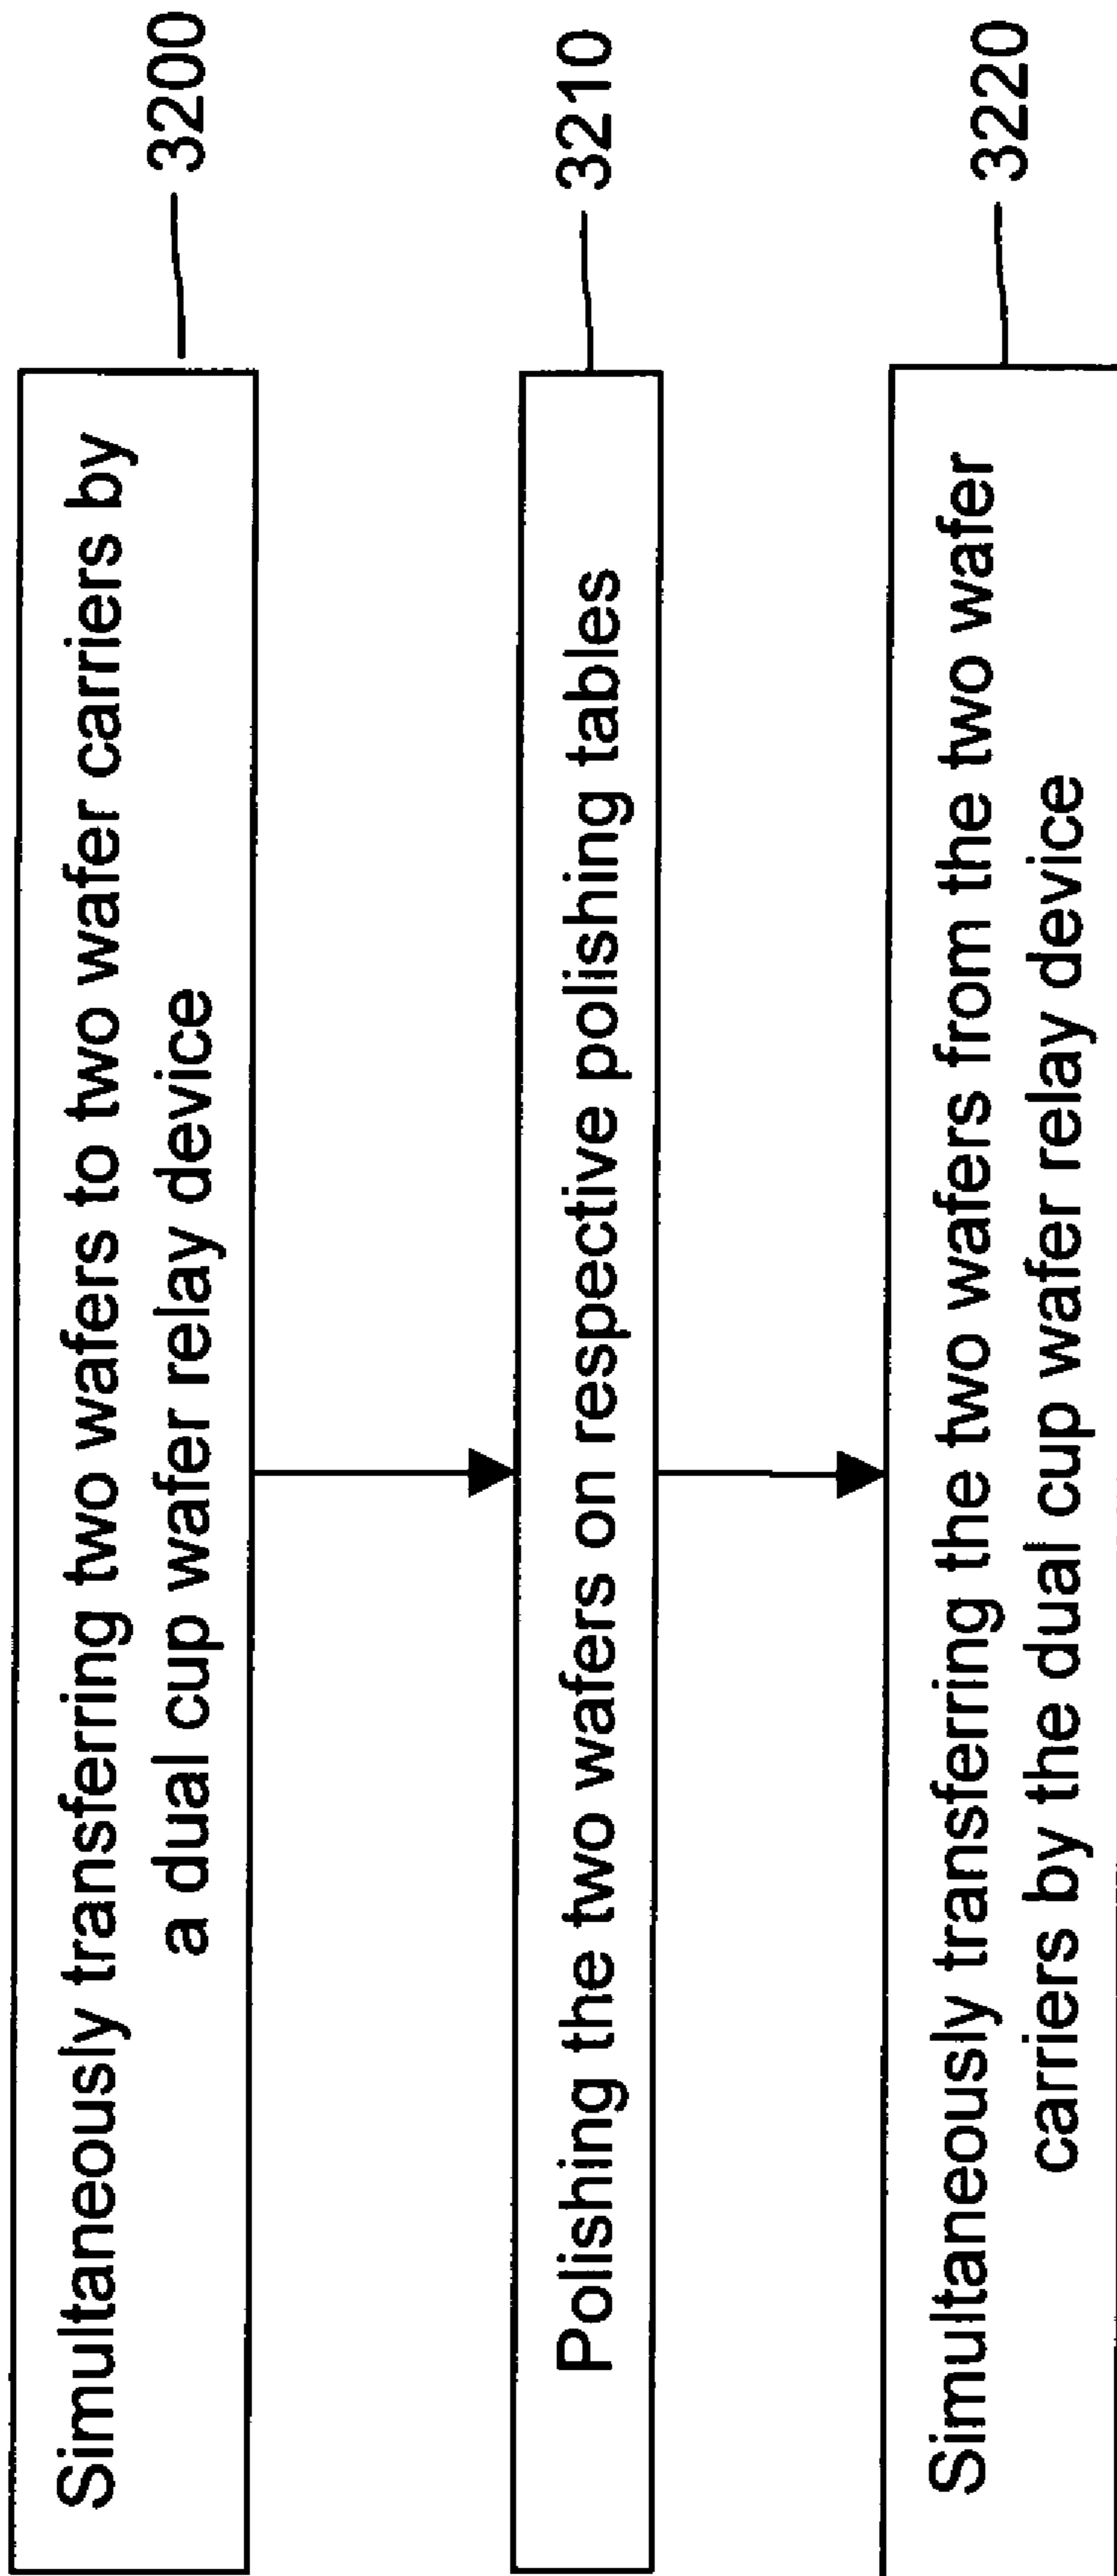 Simultaneously transferring two wafers to two wafer carriers by
a dual cup wafer relay device
3200
Polishing the two wafers on respective polishing tables
3210
Simultaneously transferring the two wafers from the two wafer
carriers by the dual cup wafer relay device
3220